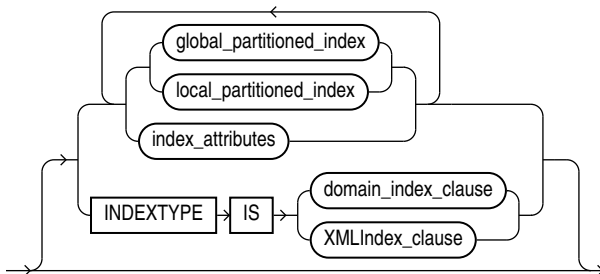 global_partitioned_index
local_partitioned_index
index_attributes
domain_index_clause
INDEXTYPE IS
XMLIndex_clause